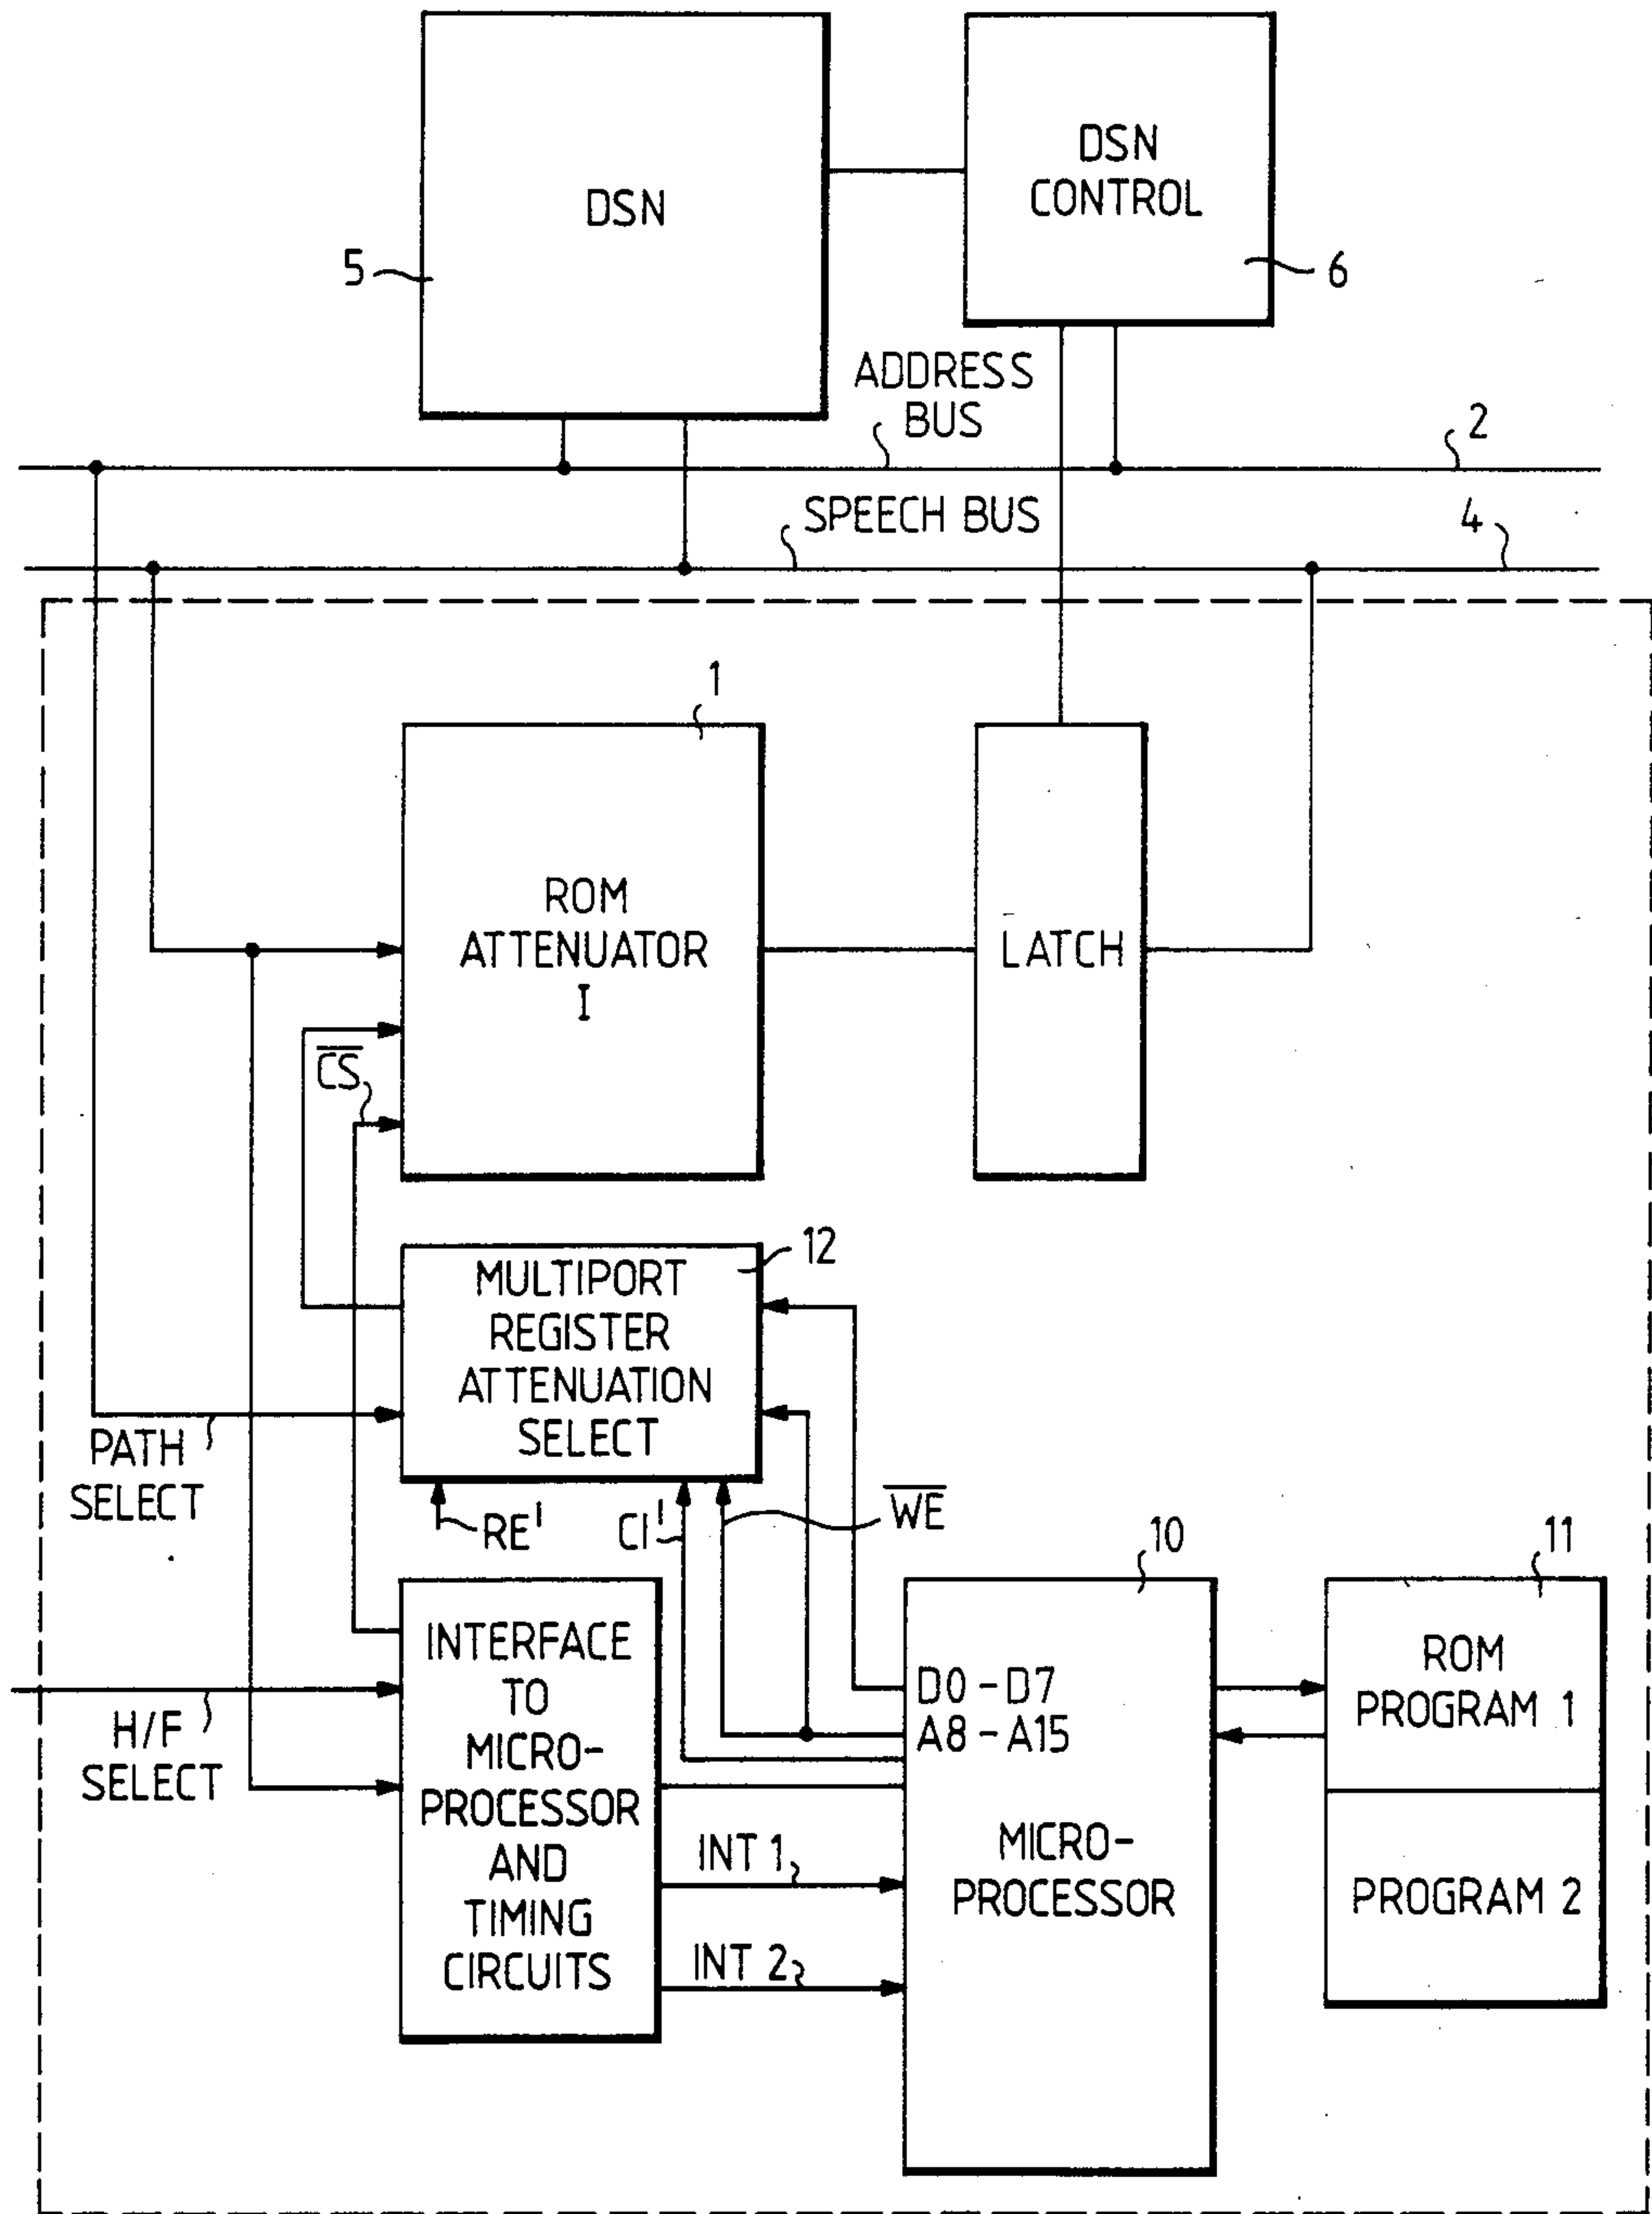 DSN
DSN
CONTROL
5
6
ADDRESS
BUS
2
SPEECH BUS
4
1
ROM
ATTENUATOR
I
LATCH
CS
12
MULTIPORT
REGISTER
ATTENUATION
SELECT
PATH
SELECT
RE'
CI'
WE
10
11
INTERFACE
TO
MICRO-
PROCESSOR
AND
TIMING
CIRCUITS
H/F
SELECT
D0-D7
A8-A15
MICRO-
PROCESSOR
ROM
PROGRAM 1
PROGRAM 2
INT 1
INT 2